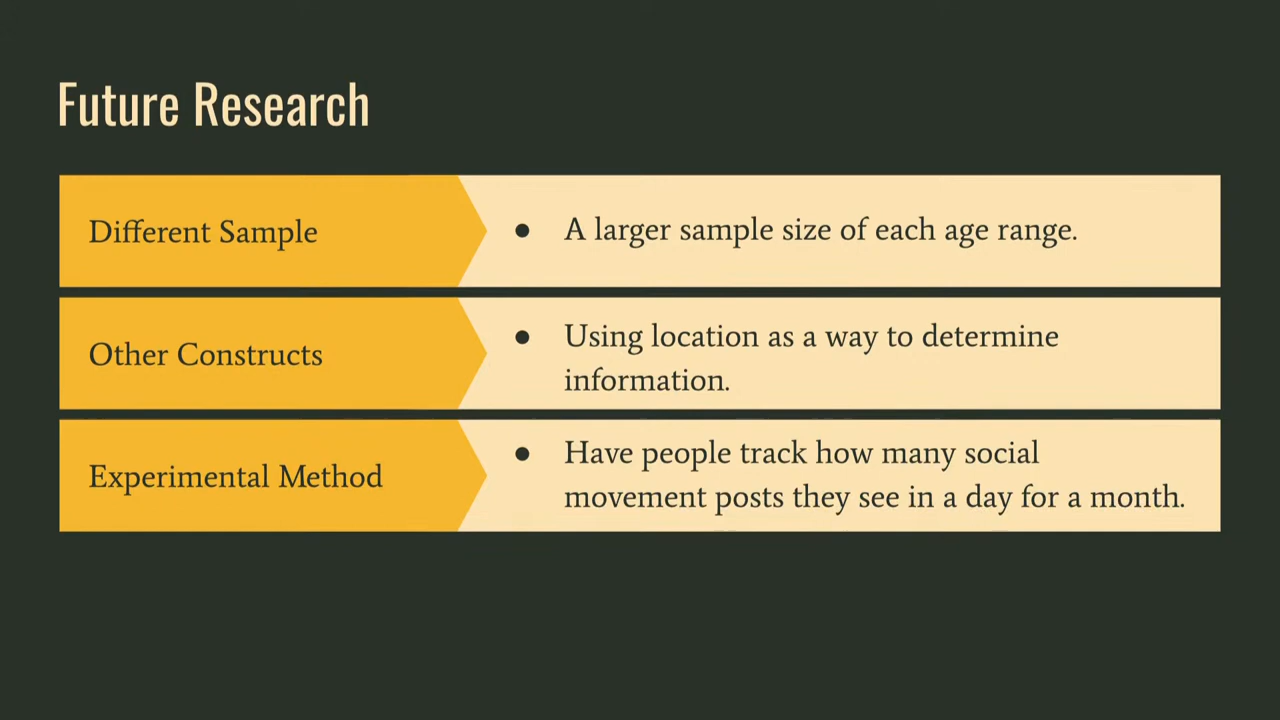 Future Research
Different Sample
● A larger sample size of each age range.
Other Constructs
● Using location as a way to determine
information.
Experimental Method
● Have people track how many social
movement posts they see in a day for a month.